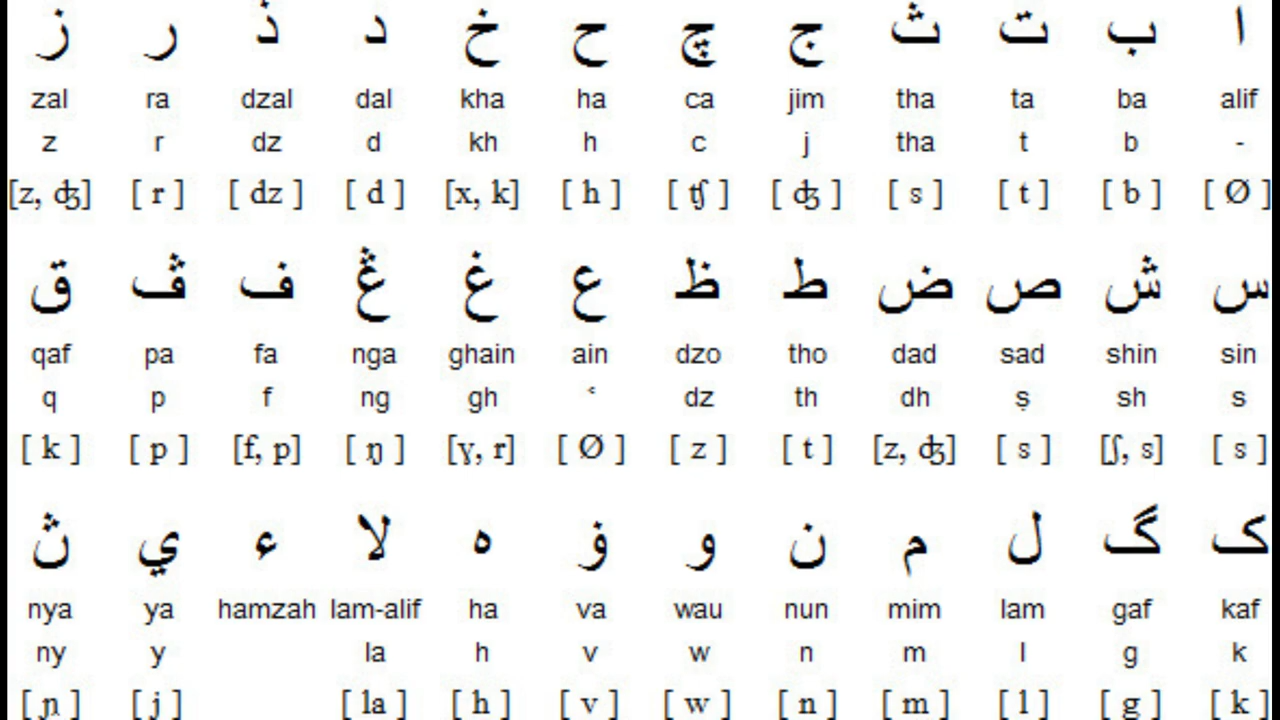 ا ب ت ث ج چ ح خ د ذ ر ز
zal ra dzal dal kha ha ca jim tha ta ba alif
z r dz d kh h c j tha t b -
[z, ʤ] [ r ] [ dz ] [ d ] [x, k] [ h ] [ ʧ ] [ ʤ ] [ s ] [ t ] [ b ] [ Ø ]
س ش ص ض ط ظ ع غ ڠ ف ڤ ق
qaf pa fa nga ghain ain dzo tho dad sad shin sin
q p f ng gh ʿ dz th dh ṣ sh s
[ k ] [ p ] [f, p] [ ŋ ] [ɣ, r] [ Ø ] [ z ] [ t ] [z, ʤ] [ s ] [ʃ, s] [ s ]
ک گ ل م ن و ۏ ه لا ء ي ڽ
nya ya hamzah lam-alif ha va wau nun mim lam gaf kaf
ny y la h v w n m l g k
[ ɲ ] [ j ] [ la ] [ h ] [ v ] [ w ] [ n ] [ m ] [ l ] [ g ] [ k ]